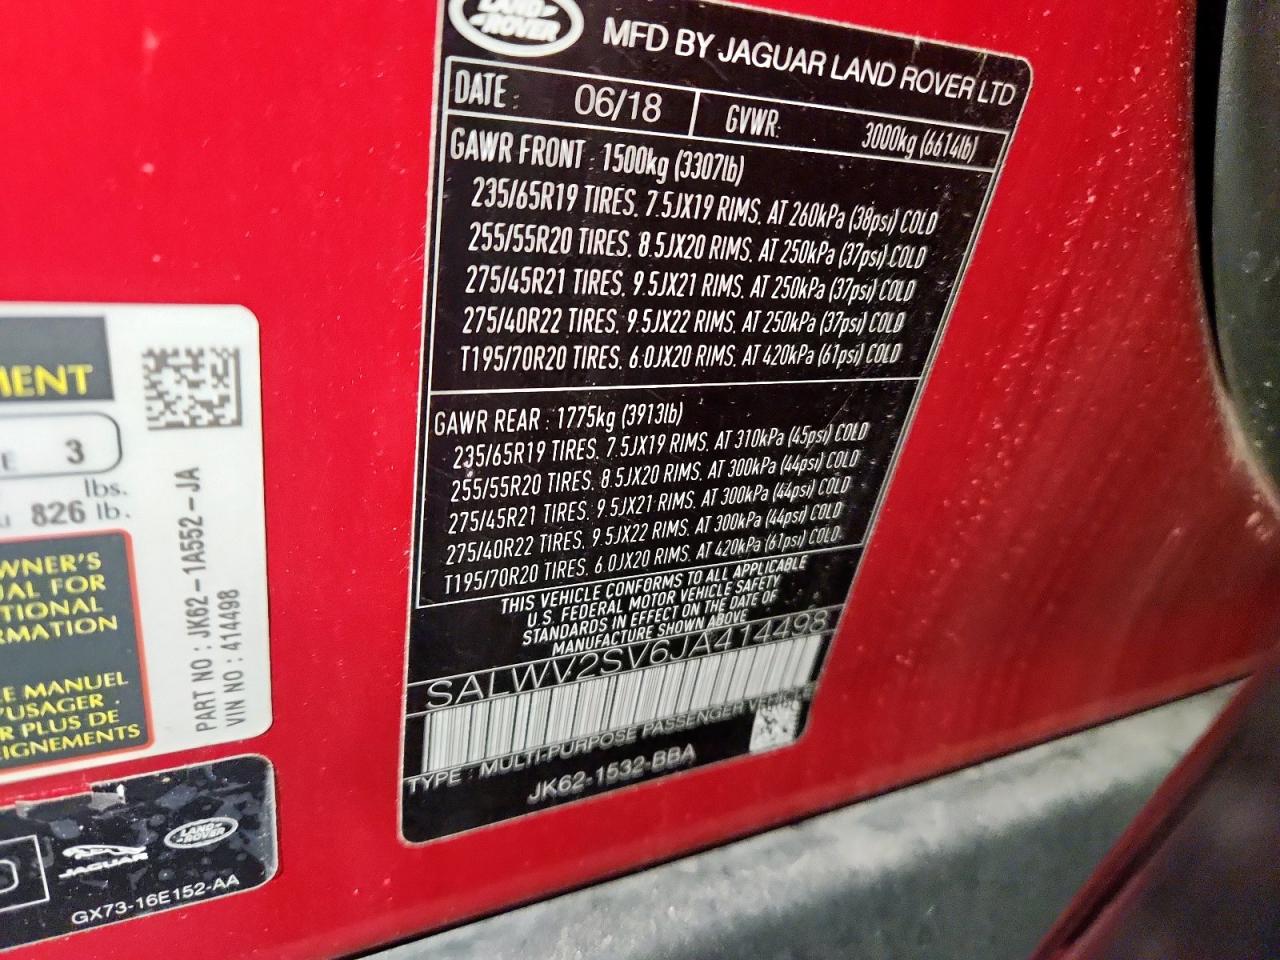 LAND ROVER
MFD BY JAGUAR LAND ROVER LTD
DATE : 06/18 GVWR: 3000kg (6614lb)
GAWR FRONT : 1500kg (3307lb)
235/65R19 TIRES. 7.5JX19 RIMS. AT 260kPa (38psi) COLD
255/55R20 TIRES. 8.5JX20 RIMS. AT 250kPa (37psi) COLD
275/45R21 TIRES. 9.5JX21 RIMS. AT 250kPa (37psi) COLD
275/40R22 TIRES. 9.5JX22 RIMS. AT 250kPa (37psi) COLD
T195/70R20 TIRES. 6.0JX20 RIMS. AT 420kPa (61psi) COLD
GAWR REAR : 1775kg (3913lb)
235/65R19 TIRES. 7.5JX19 RIMS. AT 310kPa (45psi) COLD
255/55R20 TIRES. 8.5JX20 RIMS. AT 300kPa (44psi) COLD
275/45R21 TIRES. 9.5JX21 RIMS. AT 300kPa (44psi) COLD
275/40R22 TIRES. 9.5JX22 RIMS. AT 300kPa (44psi) COLD
T195/70R20 TIRES. 6.0JX20 RIMS. AT 420kPa (61psi) COLD
THIS VEHICLE CONFORMS TO ALL APPLICABLE
U.S. FEDERAL MOTOR VEHICLE SAFETY
STANDARDS IN EFFECT ON THE DATE OF
MANUFACTURE SHOWN ABOVE
SALWV2SV6JA414498
TYPE : MULTI-PURPOSE PASSENGER VEHICLE
JK62-1532-BBA
MENT
E 3
lbs.
u 826 lb.
WNER'S
UAL FOR
TIONAL
RMATION
E MANUEL
'USAGER
R PLUS DE
EIGNEMENTS
PART NO : JK62-1A552-JA
VIN NO : 414498
JAGUAR
LAND ROVER
GX73-16E152-AA